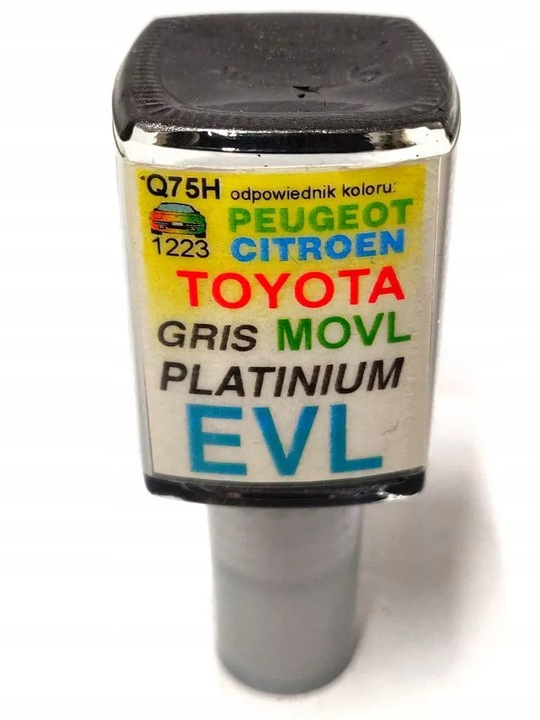 Q75H odpowiednik koloru:
PEUGEOT
1223 CITROEN
TOYOTA
GRIS MOVL
PLATINIUM
EVL